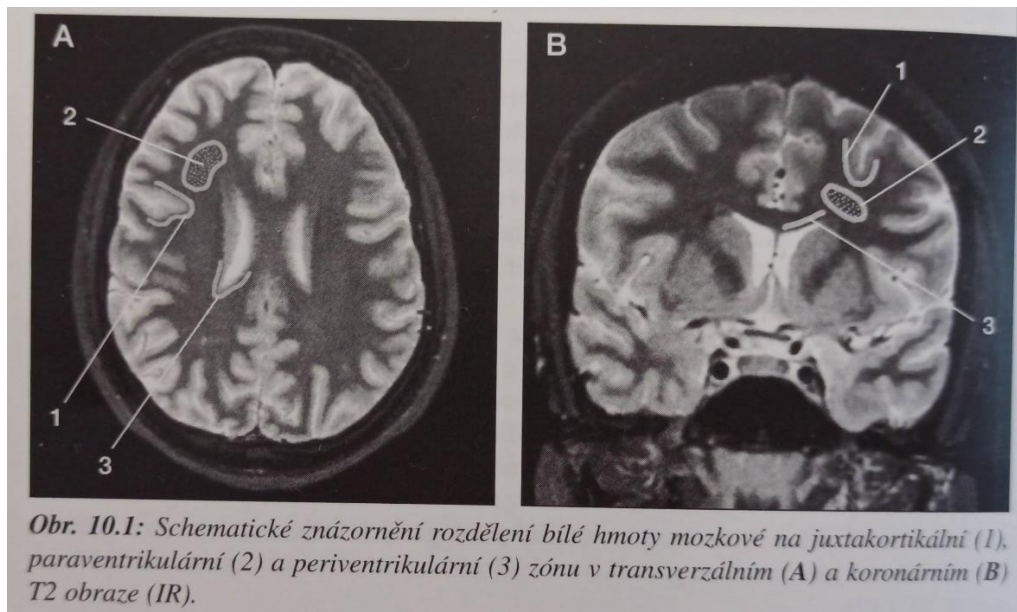 A
B
1
2
2
3
1
3
Obr. 10.1: Schematické znázornění rozdělení bílé hmoty mozkové na juxtakortikální (1),
paraventrikulární (2) a periventrikulární (3) zónu v transverzálním (A) a koronárním (B)
T2 obraze (IR).